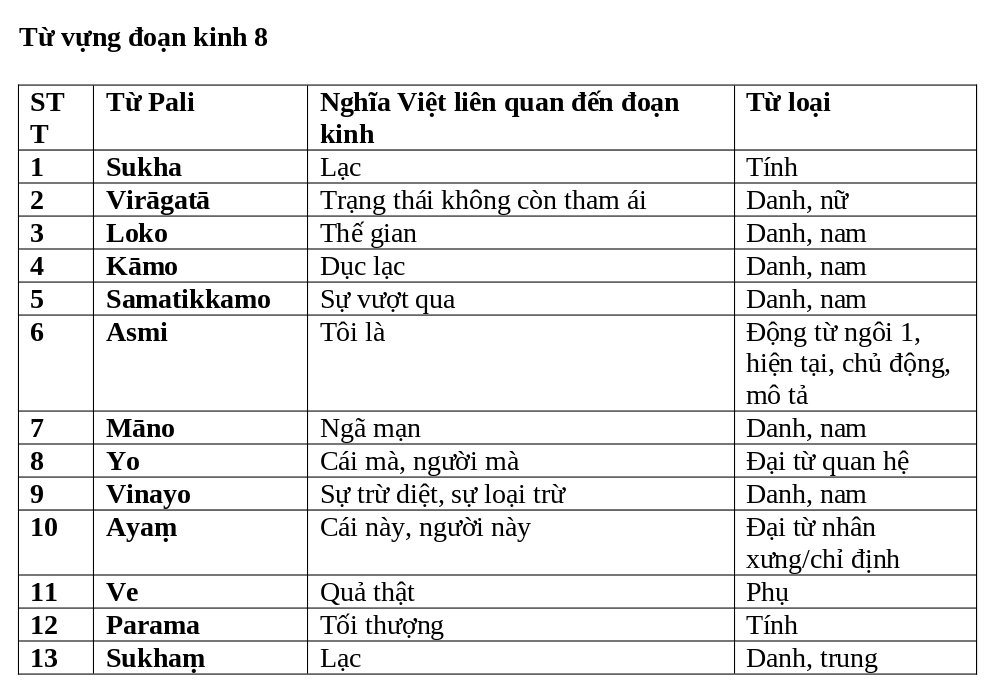 Từ vựng đoạn kinh 8
ST
T
Từ Pali
Nghĩa Việt liên quan đến đoạn
kinh
Từ loại
1 Sukha Lạc Tính
2 Virāgatā Trạng thái không còn tham ái Danh, nữ
3 Loko Thế gian Danh, nam
4 Kāmo Dục lạc Danh, nam
5 Samatikkamo Sự vượt qua Danh, nam
6 Asmi Tôi là Động từ ngôi 1,
hiện tại, chủ động,
mô tả
7 Māno Ngã mạn Danh, nam
8 Yo Cái mà, người mà Đại từ quan hệ
9 Vinayo Sự trừ diệt, sự loại trừ Danh, nam
10 Ayaṃ Cái này, người này Đại từ nhân
xưng/chỉ định
11 Ve Quả thật Phụ
12 Parama Tối thượng Tính
13 Sukhaṃ Lạc Danh, trung